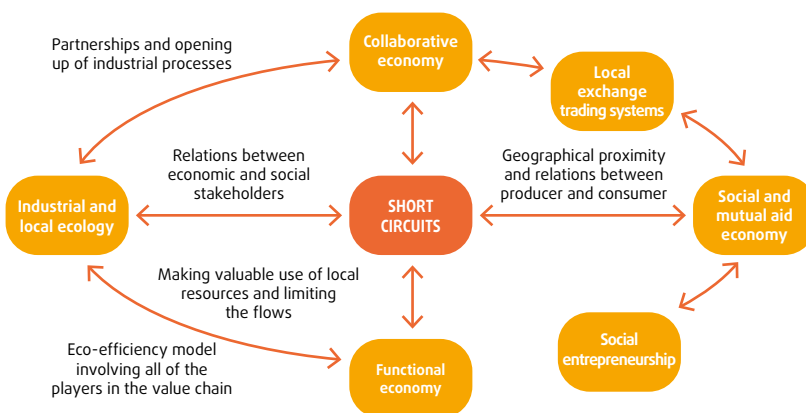 Partnerships and opening
up of industrial processes
Collaborative
economy
Local
exchange
trading systems
Relations between
economic and social
stakeholders
Geographical proximity
and relations between
producer and consumer
Industrial and
local ecology
SHORT
CIRCUITS
Social and
mutual aid
economy
Making valuable use of local
resources and limiting
the flows
Eco-efficiency model
involving all of the
players in the value chain
Functional
economy
Social
entrepreneurship